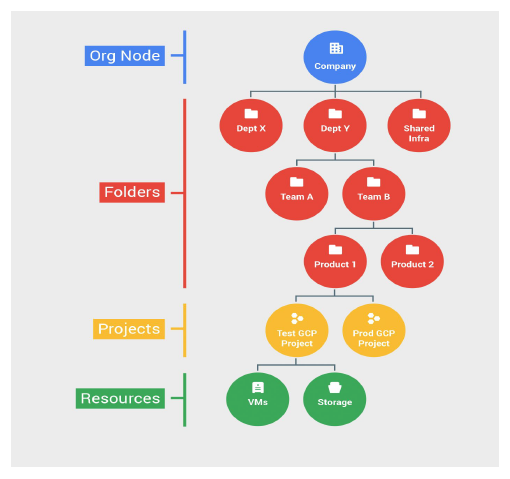 Org Node
Company
Dept X
Dept Y
Shared
Infra
Folders
Team A
Team B
Product 1
Product 2
Projects
Test GCP
Project
Prod GCP
Project
Resources
VMs
Storage